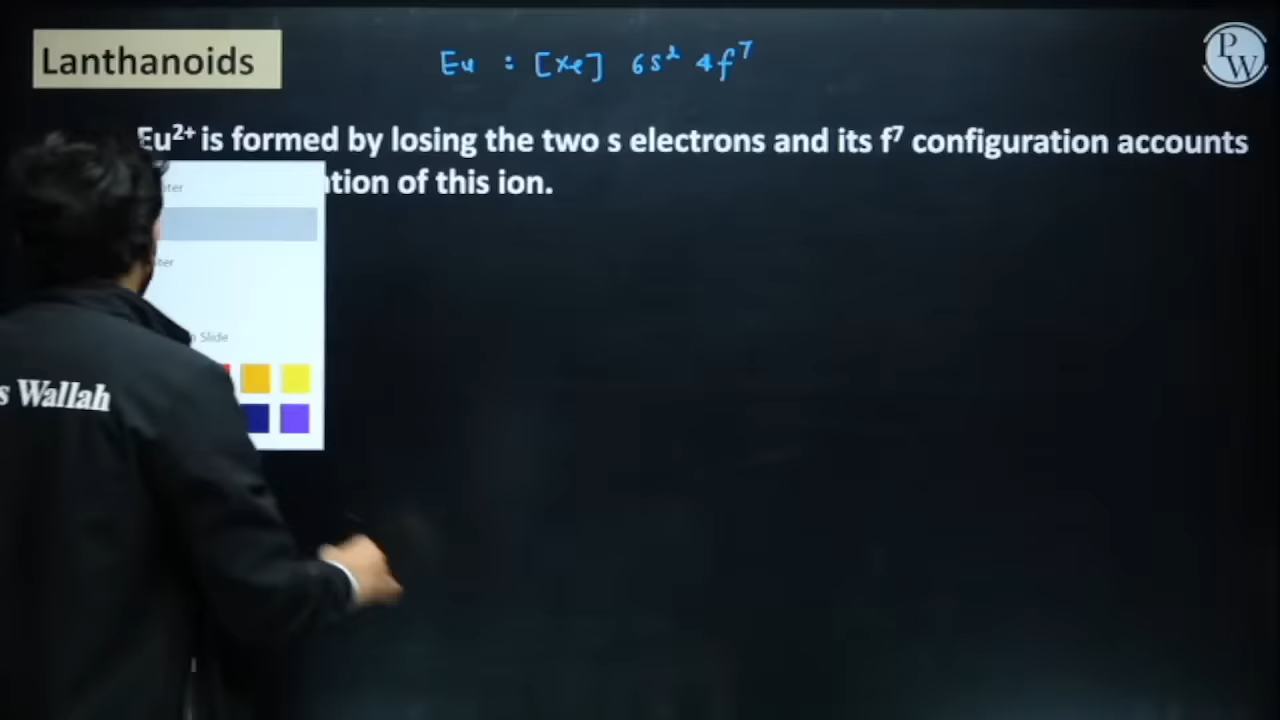 Lanthanoids
Eu : [Xe] 6s² 4f⁷
PW
Eu²⁺ is formed by losing the two s electrons and its f⁷ configuration accounts
of this ion.
Slide
Wallah